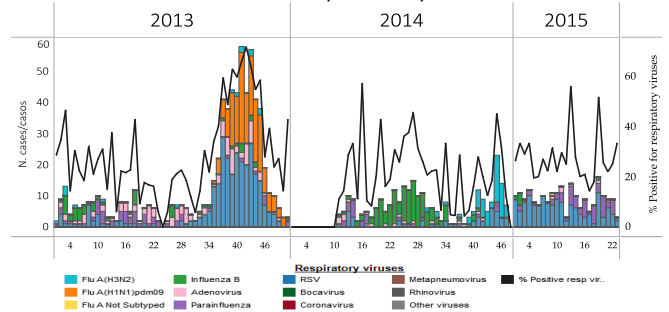 2013 2014 2015
60
50
40
30
20
10
0
N. cases/casos
60
40
20
0
% Positive for respiratory viruses
4 10 16 22 28 34 40 46 4 10 16 22 28 34 40 46 4 10 16 22
Respiratory viruses
Flu A(H3N2) Influenza B RSV Metapneumovirus % Positive resp vir..
Flu A(H1N1)pdm09 Adenovirus Bocavirus Rhinovirus
Flu A Not Subtyped Parainfluenza Coronavirus Other viruses